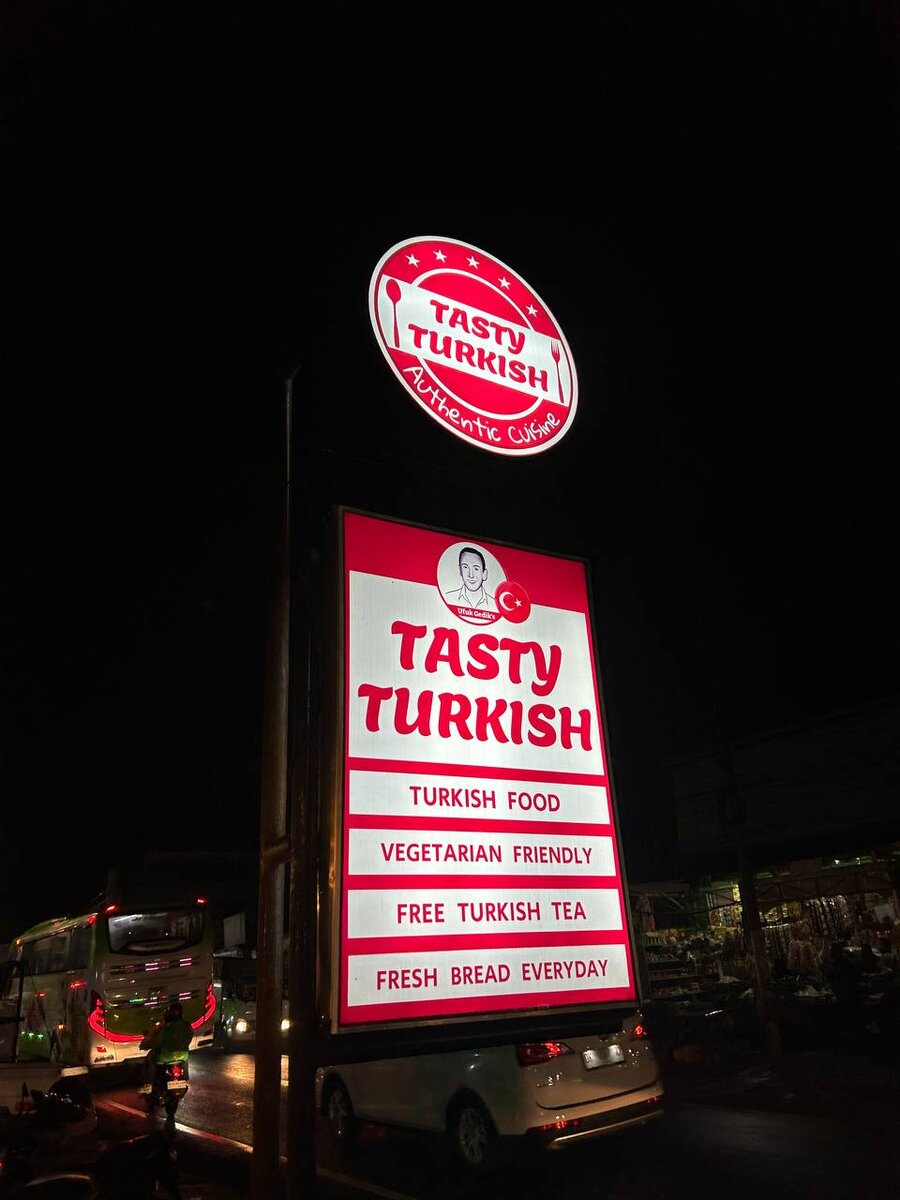 TASTY
TURKISH
Authentic Cuisine
Ufuk Gedik's
TASTY
TURKISH
TURKISH FOOD
VEGETARIAN FRIENDLY
FREE TURKISH TEA
FRESH BREAD EVERYDAY